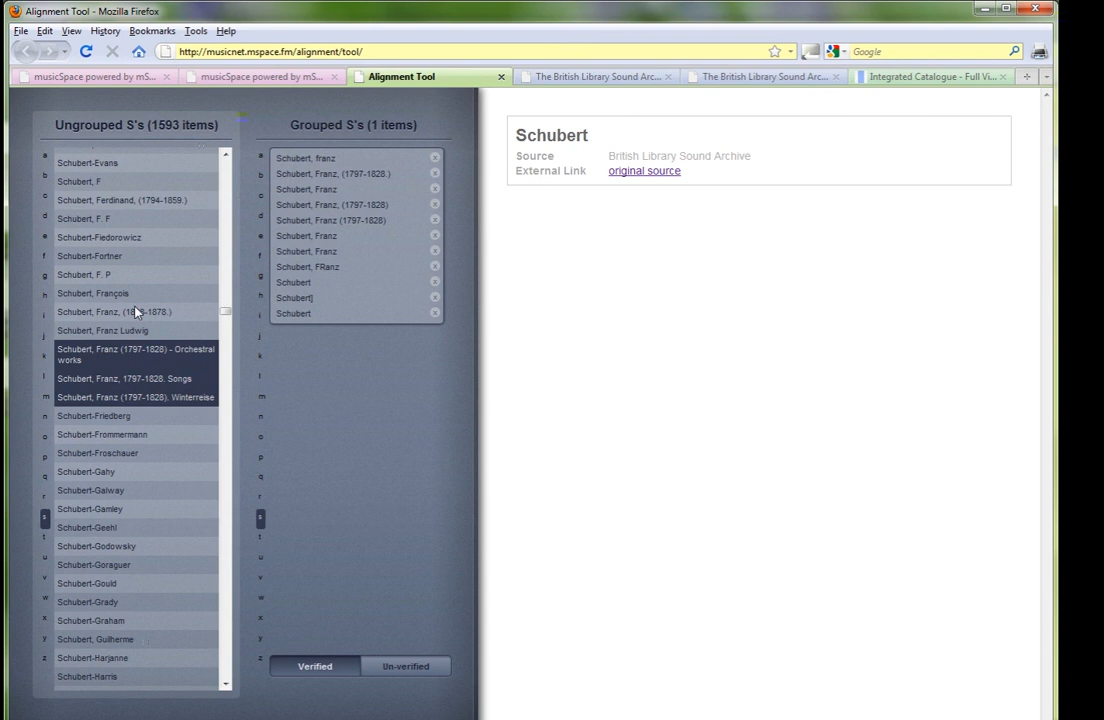 Alignment Tool - Mozilla Firefox
File Edit View History Bookmarks Tools Help
http://musicnet.mspace.fm/alignment/tool/
Google
musicSpace powered by mS...
musicSpace powered by mS...
Alignment Tool
The British Library Sound Arc...
The British Library Sound Arc...
Integrated Catalogue - Full Vi...
Ungrouped S's (1593 items)
a
b
c
d
e
f
g
h
i
j
k
l
m
n
o
p
q
r
s
t
u
v
w
x
y
z
Schubert-Evans
Schubert, F
Schubert, Ferdinand, (1794-1859.)
Schubert, F. F
Schubert-Fiedorowicz
Schubert-Fortner
Schubert, F. P
Schubert, François
Schubert, Franz, ( -1878.)
Schubert, Franz Ludwig
Schubert, Franz (1797-1828) - Orchestral
works
Schubert, Franz, 1797-1828. Songs
Schubert, Franz (1797-1828). Winterreise
Schubert-Friedberg
Schubert-Frommermann
Schubert-Froschauer
Schubert-Gahy
Schubert-Galway
Schubert-Gamley
Schubert-Geehl
Schubert-Godowsky
Schubert-Goraguer
Schubert-Gould
Schubert-Grady
Schubert-Graham
Schubert, Guilherme
Schubert-Harjanne
Schubert-Harris
Grouped S's (1 items)
a
b
c
d
e
f
g
h
i
j
k
l
m
n
o
p
q
r
s
t
u
v
w
x
y
z
Schubert, franz
Schubert, Franz, (1797-1828.)
Schubert, Franz
Schubert, Franz, (1797-1828)
Schubert, Franz (1797-1828)
Schubert, Franz
Schubert, Franz
Schubert, FRanz
Schubert
Schubert]
Schubert
Verified
Un-verified
Schubert
Source British Library Sound Archive
External Link original source